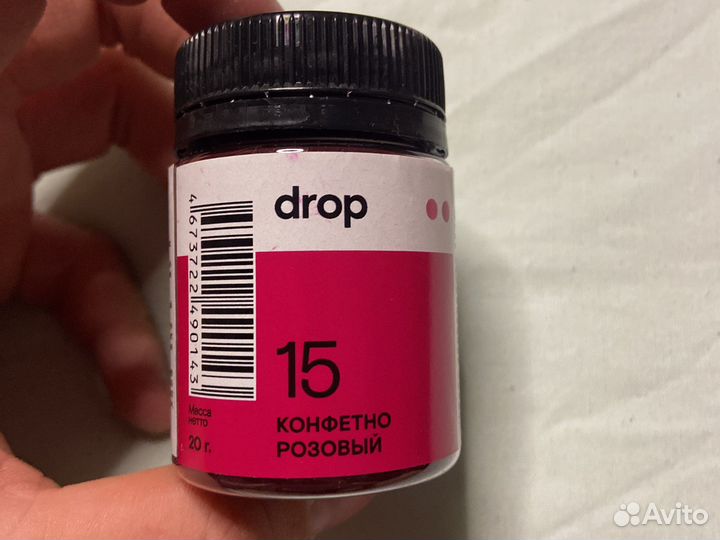 drop
4673722490143
15
КОНФЕТНО
РОЗОВЫЙ
Масса
нетто
20 г.
Avito